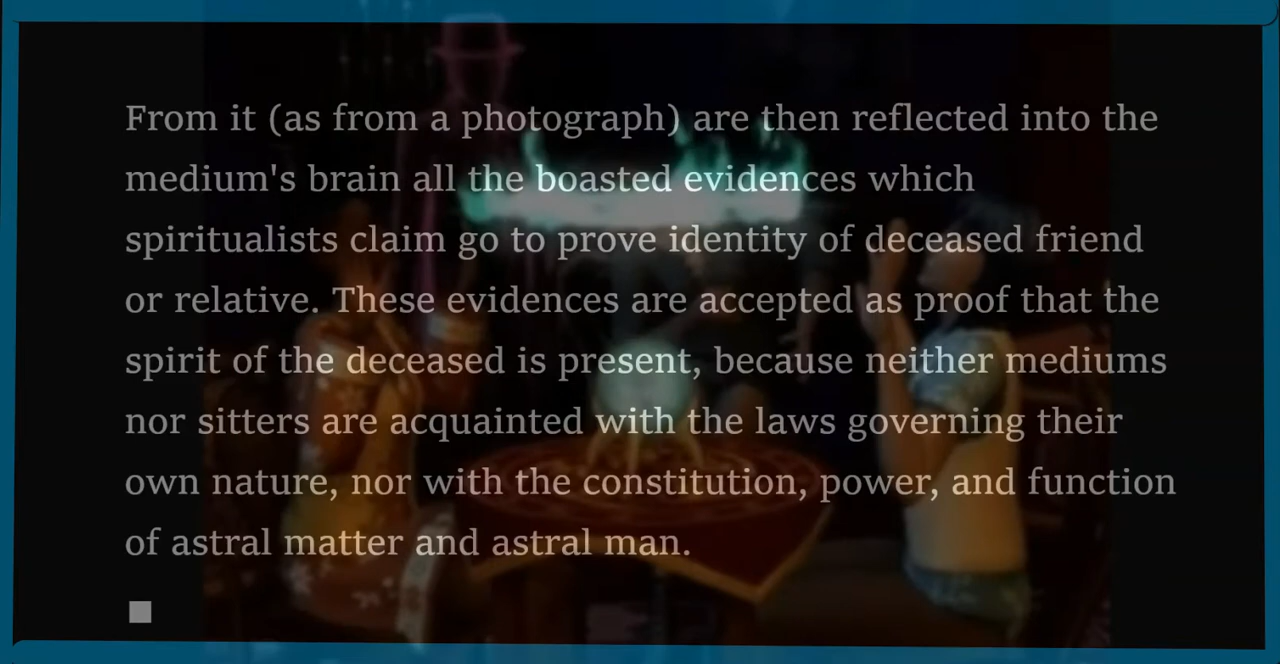 From it (as from a photograph) are then reflected into the
medium's brain all the boasted evidences which
spiritualists claim go to prove identity of deceased friend
or relative. These evidences are accepted as proof that the
spirit of the deceased is present, because neither mediums
nor sitters are acquainted with the laws governing their
own nature, nor with the constitution, power, and function
of astral matter and astral man.